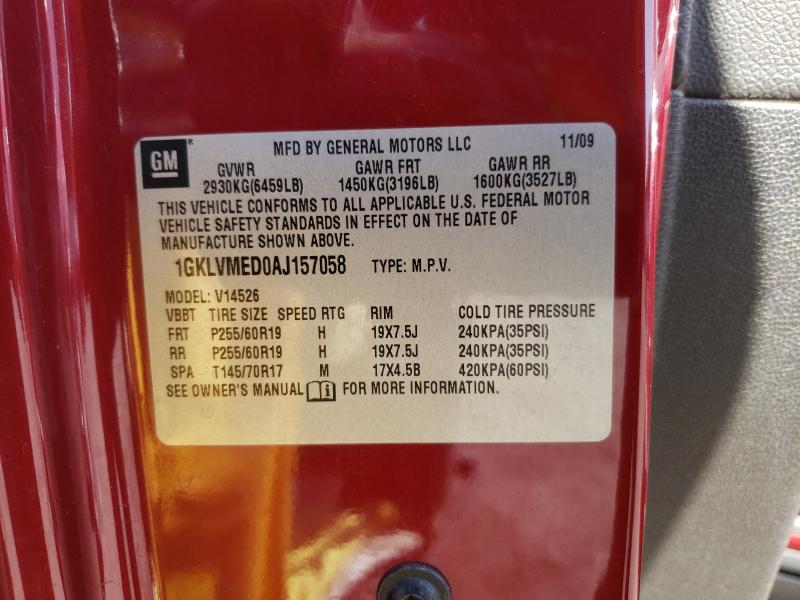 GM
MFD BY GENERAL MOTORS LLC 11/09
GVWR GAWR FRT GAWR RR
2930KG(6459LB) 1450KG(3196LB) 1600KG(3527LB)
THIS VEHICLE CONFORMS TO ALL APPLICABLE U.S. FEDERAL MOTOR
VEHICLE SAFETY STANDARDS IN EFFECT ON THE DATE OF
MANUFACTURE SHOWN ABOVE.
1GKLVMED0AJ157058 TYPE: M.P.V.
MODEL: V14526
VBBT TIRE SIZE SPEED RTG RIM COLD TIRE PRESSURE
FRT P255/60R19 H 19X7.5J 240KPA(35PSI)
RR P255/60R19 H 19X7.5J 240KPA(35PSI)
SPA T145/70R17 M 17X4.5B 420KPA(60PSI)
SEE OWNER'S MANUAL FOR MORE INFORMATION.